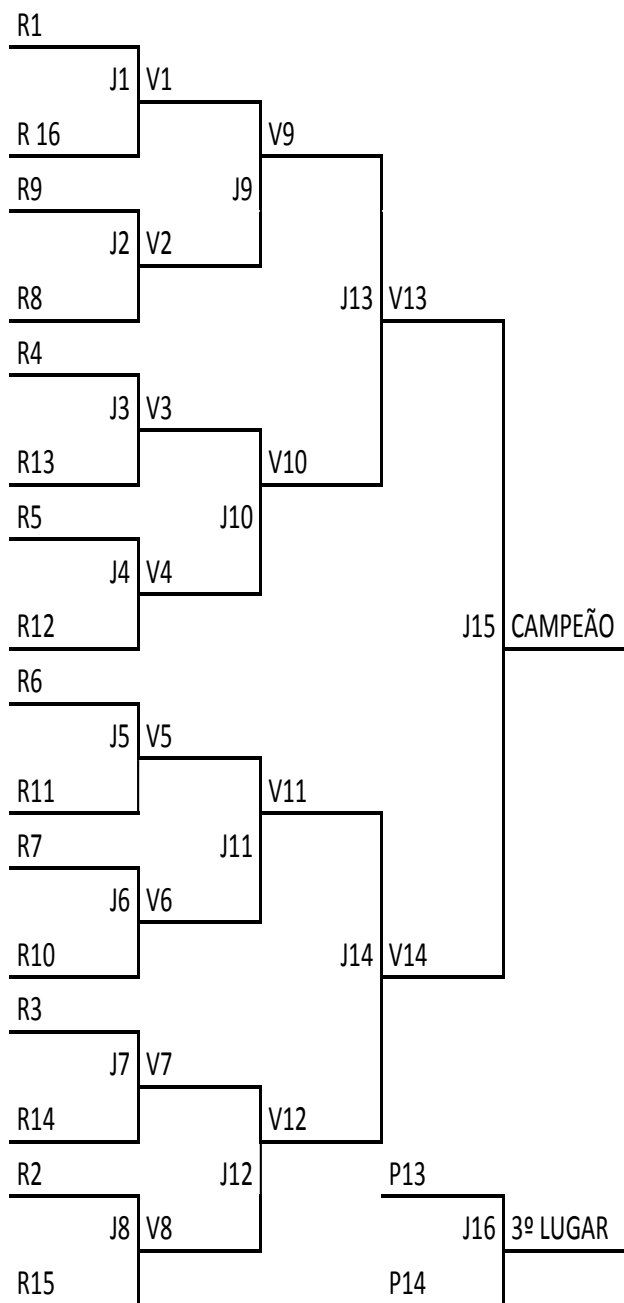 R1
J1 V1
R 16 V9
R9 J9
J2 V2
R8 J13 V13
R4
J3 V3
R13 V10
R5 J10
J4 V4
R12 J15 CAMPEÃO
R6
J5 V5
R11 V11
R7 J11
J6 V6
R10 J14 V14
R3
J7 V7
R14 V12
R2 J12 P13
J8 V8 J16 3º LUGAR
R15 P14